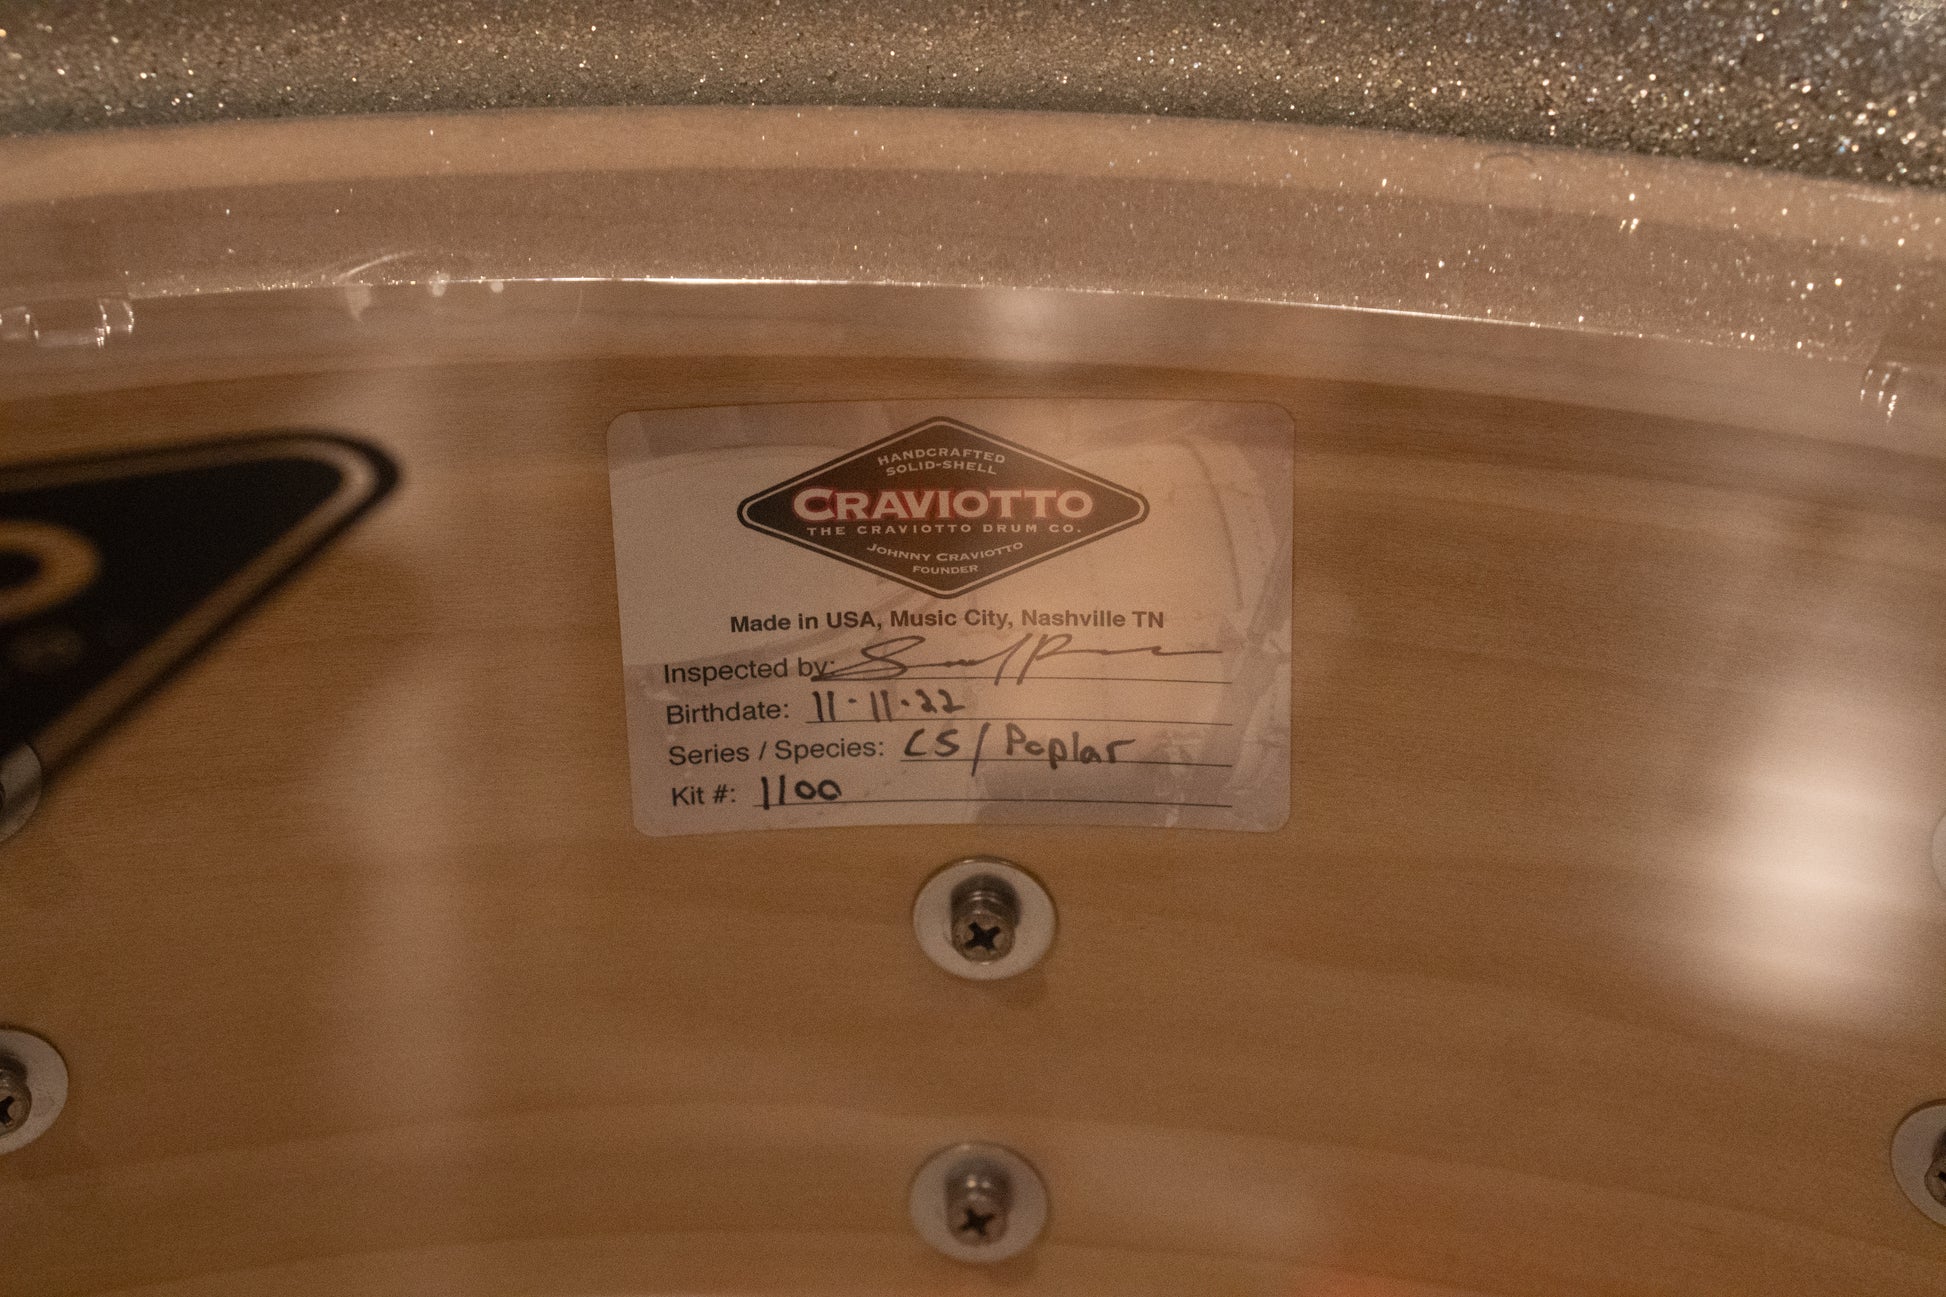 HANDCRAFTED
SOLID-SHELL
CRAVIOTTO
THE CRAVIOTTO DRUM CO.
JOHNNY CRAVIOTTO
FOUNDER
Made in USA, Music City, Nashville TN
Inspected by:
Birthdate: 11-11-22
Series / Species: CS / Poplar
Kit #: 1100